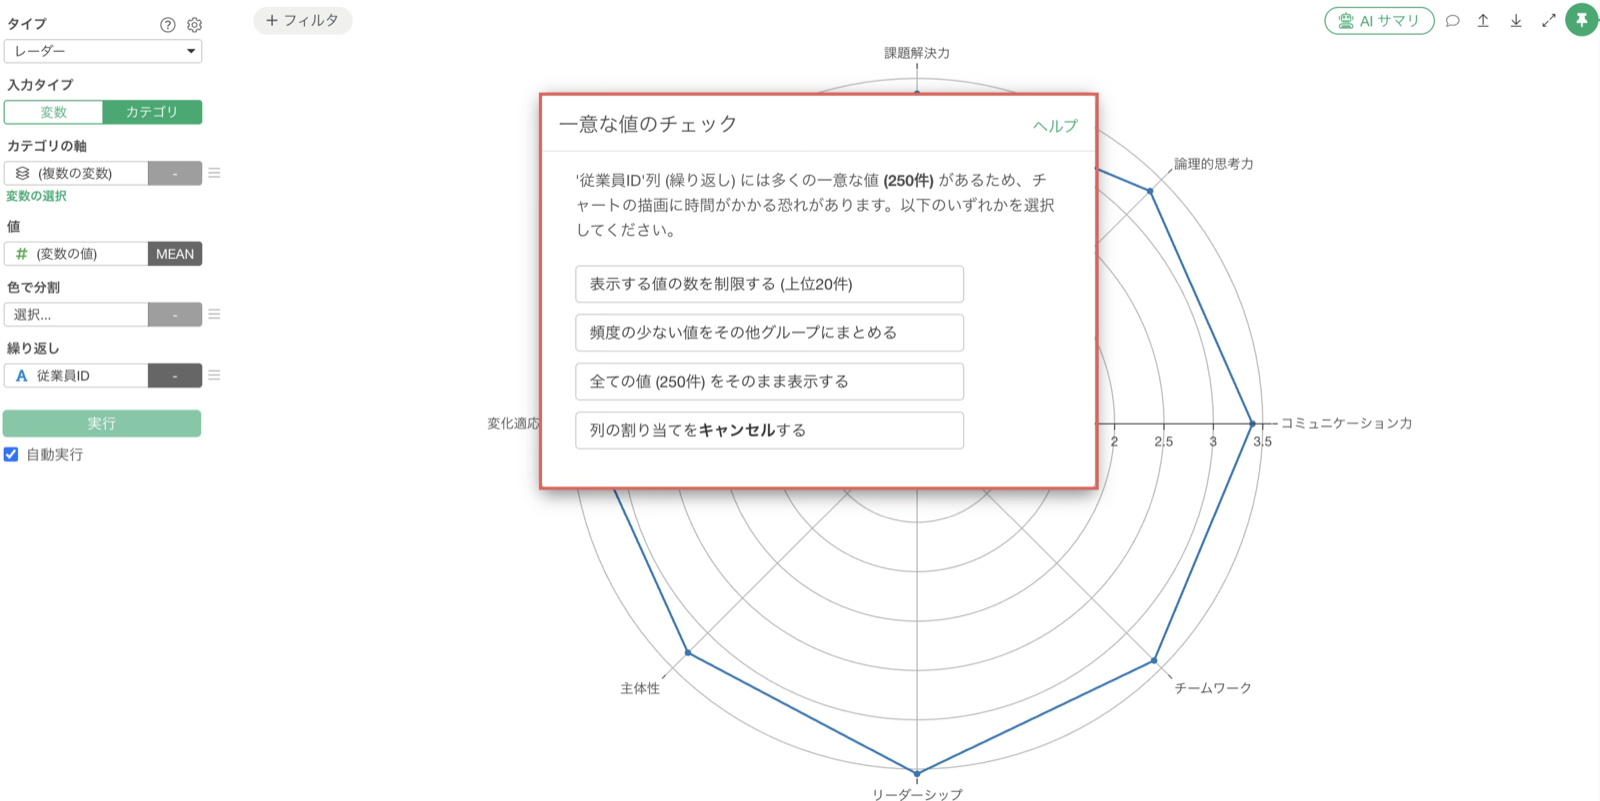 タイプ
レーダー
入力タイプ
変数 カテゴリ
カテゴリの軸
(複数の変数) -
変数の選択
値
# (変数の値) MEAN
色で分割
選択... -
繰り返し
A 従業員ID -
実行
自動実行
+ フィルタ
AI サマリ
課題解決力
論理的思考力
コミュニケーション力
2 2.5 3 3.5
チームワーク
リーダーシップ
主体性
変化適応
一意な値のチェック
ヘルプ
'従業員ID'列 (繰り返し) には多くの一意な値 (250件) があるため、チ
ャートの描画に時間がかかる恐れがあります。以下のいずれかを選択
してください。
表示する値の数を制限する (上位20件)
頻度の少ない値をその他グループにまとめる
全ての値 (250件) をそのまま表示する
列の割り当てをキャンセルする